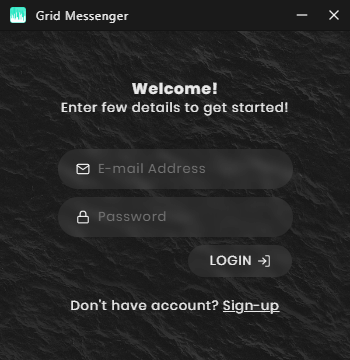 Grid Messenger
Welcome!
Enter few details to get started!
E-mail Address
Password
LOGIN
Don't have account? Sign-up